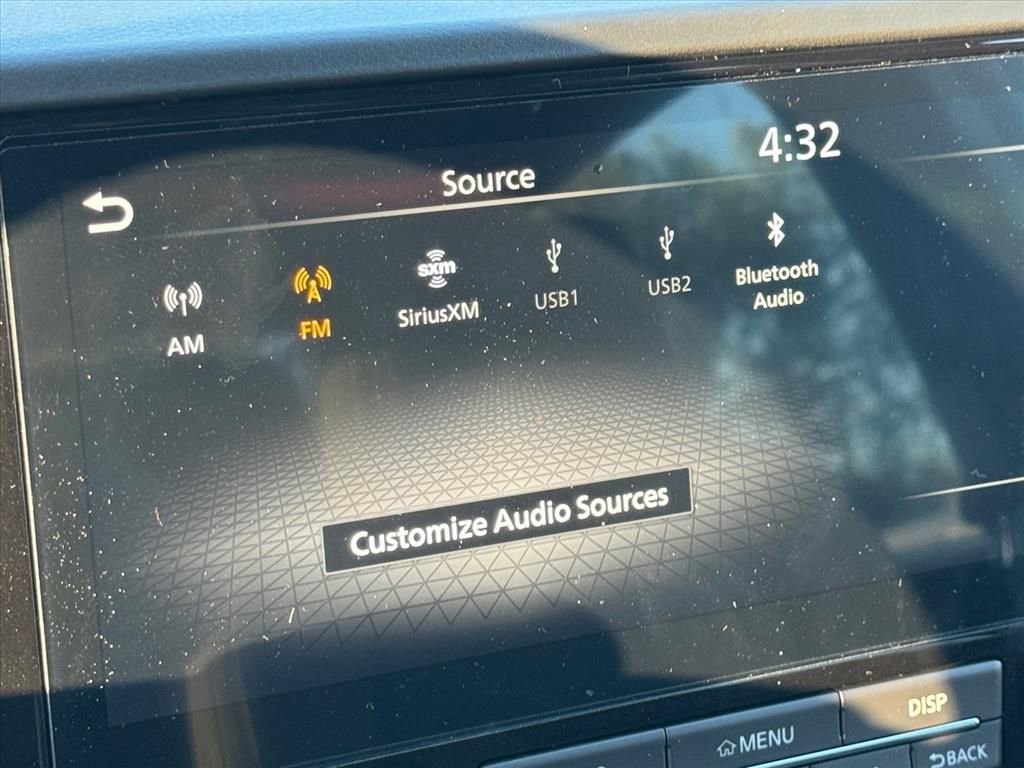 Source
4:32
AM
A
FM
sxm
SiriusXM
USB1
USB2
Bluetooth
Audio
Customize Audio Sources
MENU
DISP
BACK